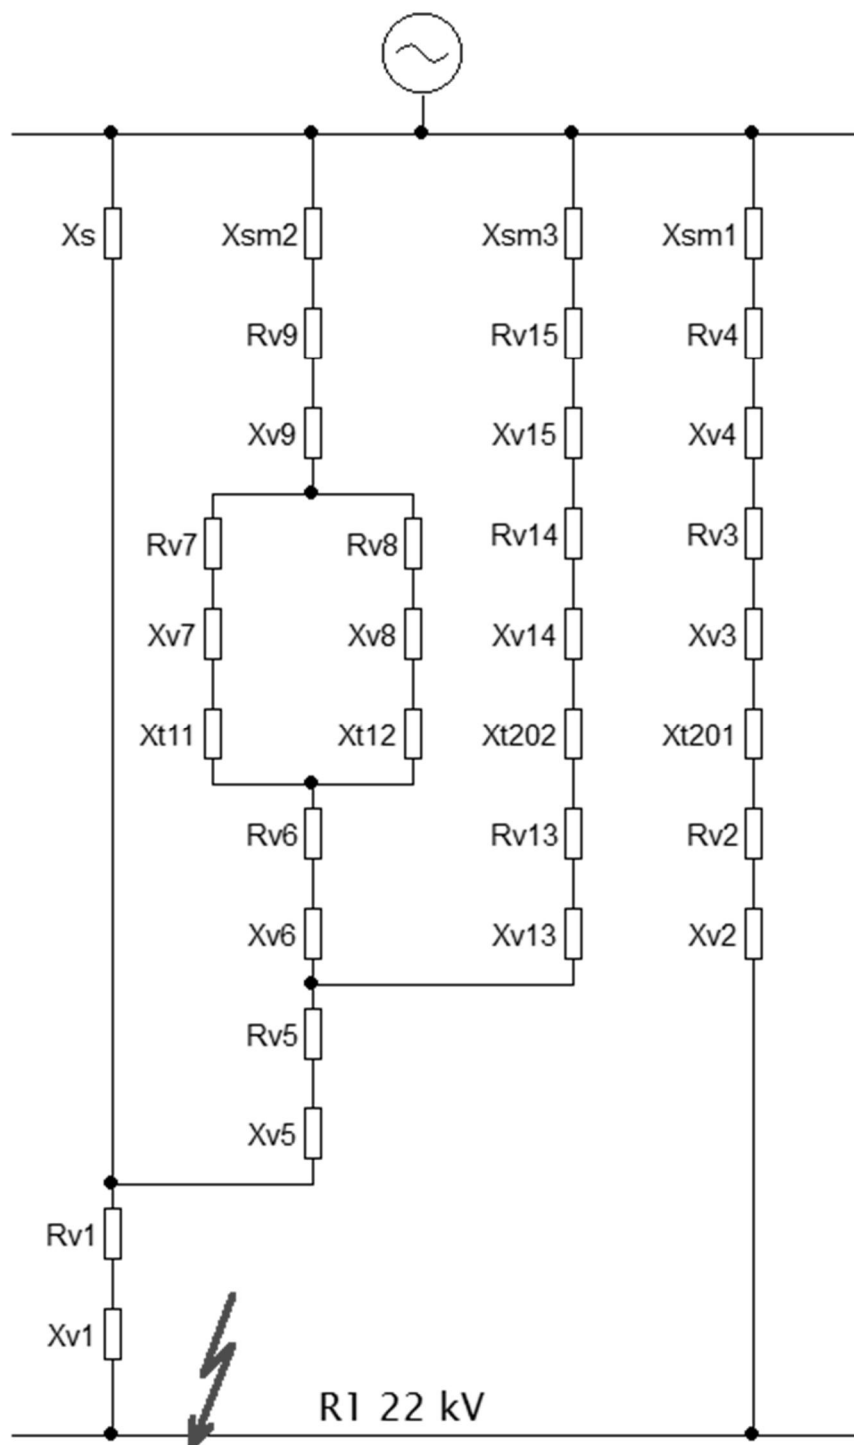 Xs Xsm2 Xsm3 Xsm1
Rv9 Rv15 Rv4
Xv9 Xv15 Xv4
Rv7 Rv8 Rv14 Rv3
Xv7 Xv8 Xv14 Xv3
Xt11 Xt12 Xt202 Xt201
Rv6 Rv13 Rv2
Xv6 Xv13 Xv2
Rv5
Xv5
Rv1
Xv1
R1 22 kV